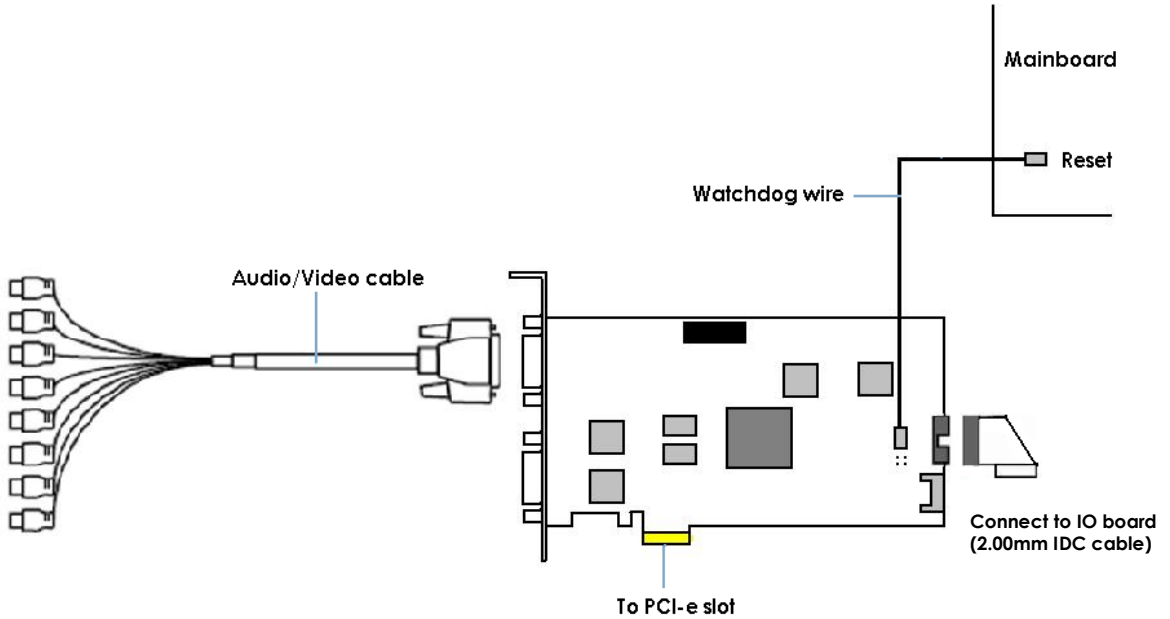 Mainboard
Reset
Watchdog wire
Audio/Video cable
Connect to IO board
(2.00mm IDC cable)
To PCI-e slot